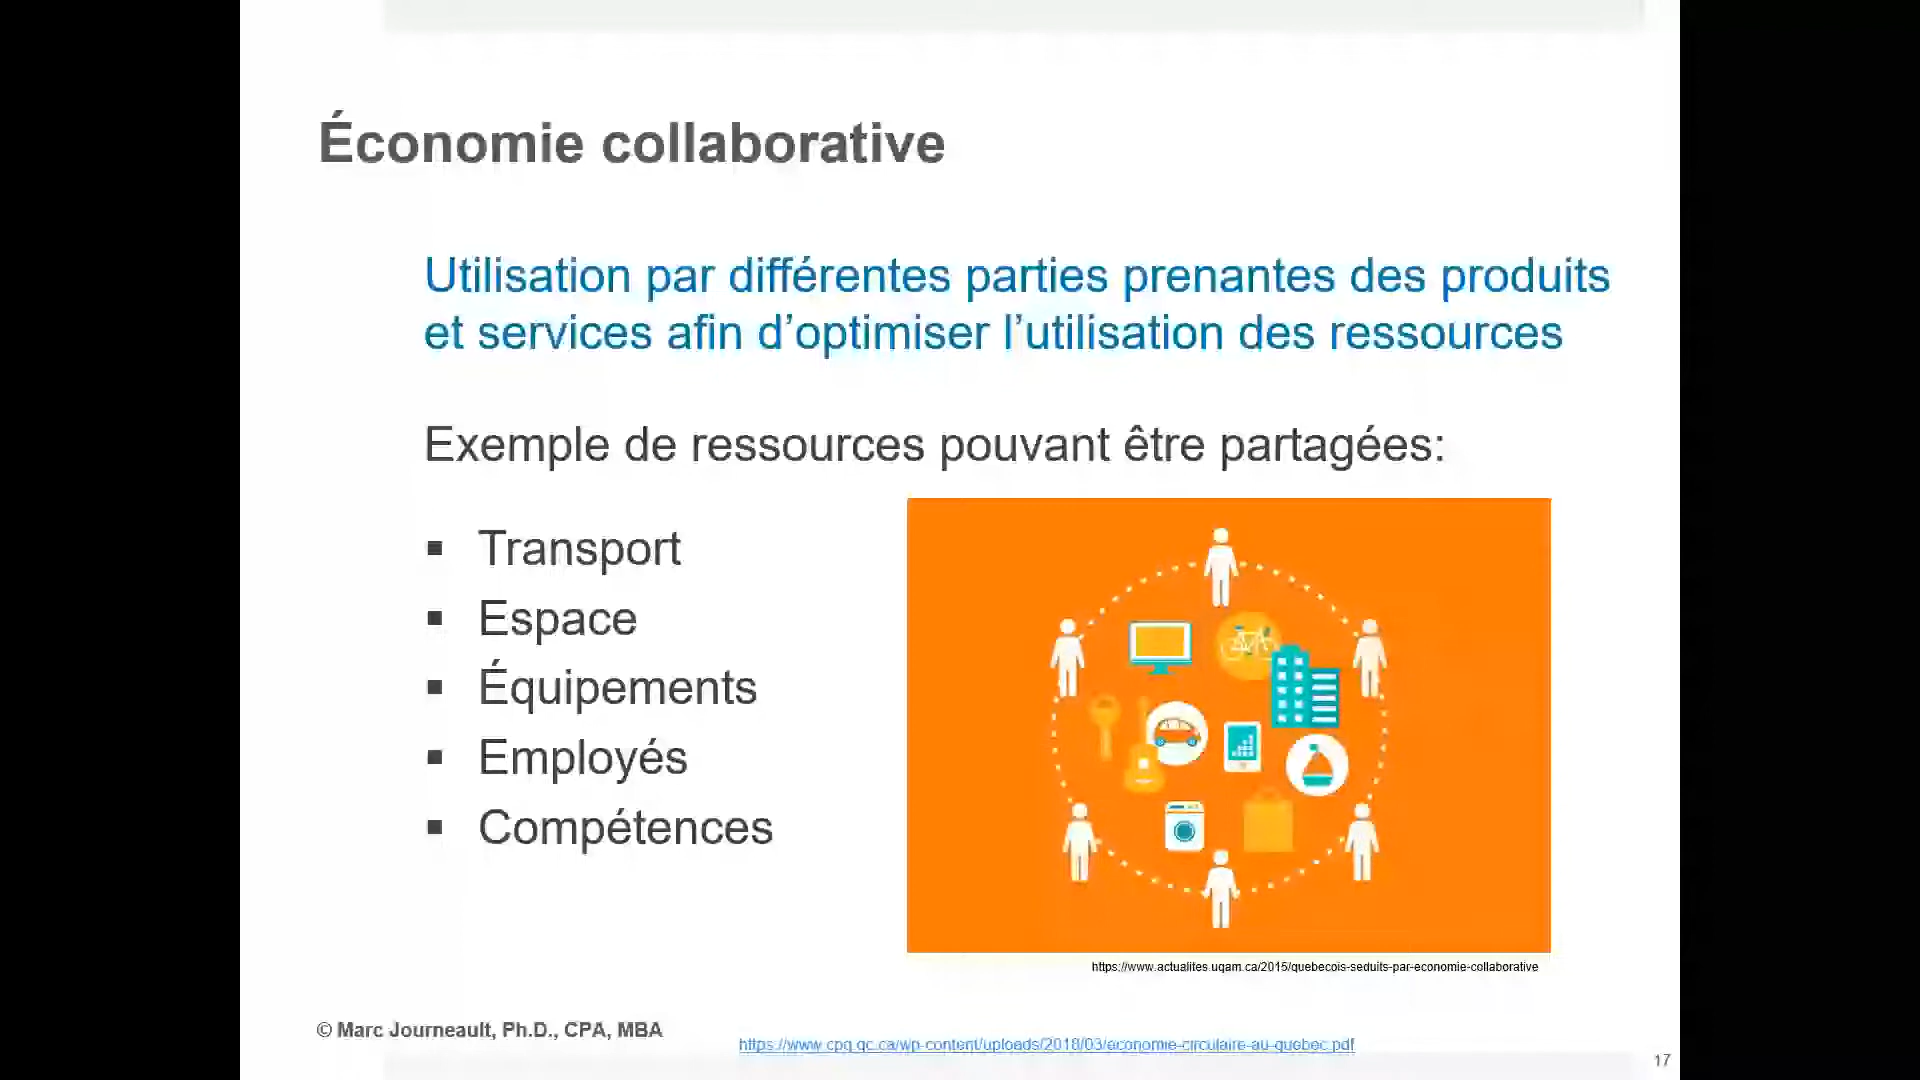 Économie collaborative
Utilisation par différentes parties prenantes des produits
et services afin d’optimiser l’utilisation des ressources
Exemple de ressources pouvant être partagées:
▪ Transport
▪ Espace
▪ Équipements
▪ Employés
▪ Compétences
https://www.actualites.uqam.ca/2015/quebecois-seduits-par-economie-collaborative
© Marc Journeault, Ph.D., CPA, MBA
https://www.cpq.qc.ca/wp-content/uploads/2018/03/economie-circulaire-au-quebec.pdf
17